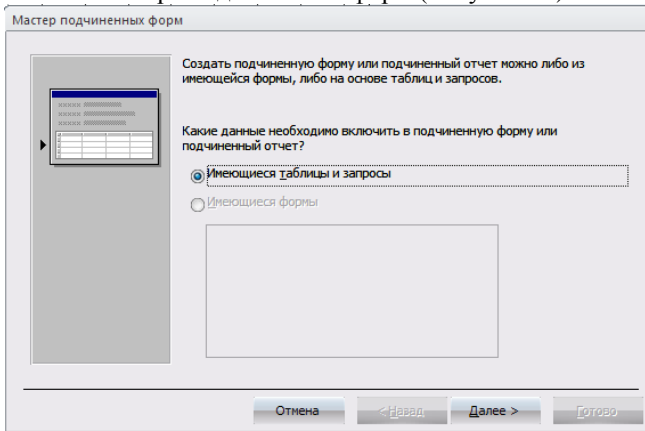 Мастер подчиненных форм
Создать подчиненную форму или подчиненный отчет можно либо из
имеющейся формы, либо на основе таблиц и запросов.
Какие данные необходимо включить в подчиненную форму или
подчиненный отчет?
Имеющиеся таблицы и запросы
Имеющиеся формы
Отмена
< Назад
Далее >
Готово